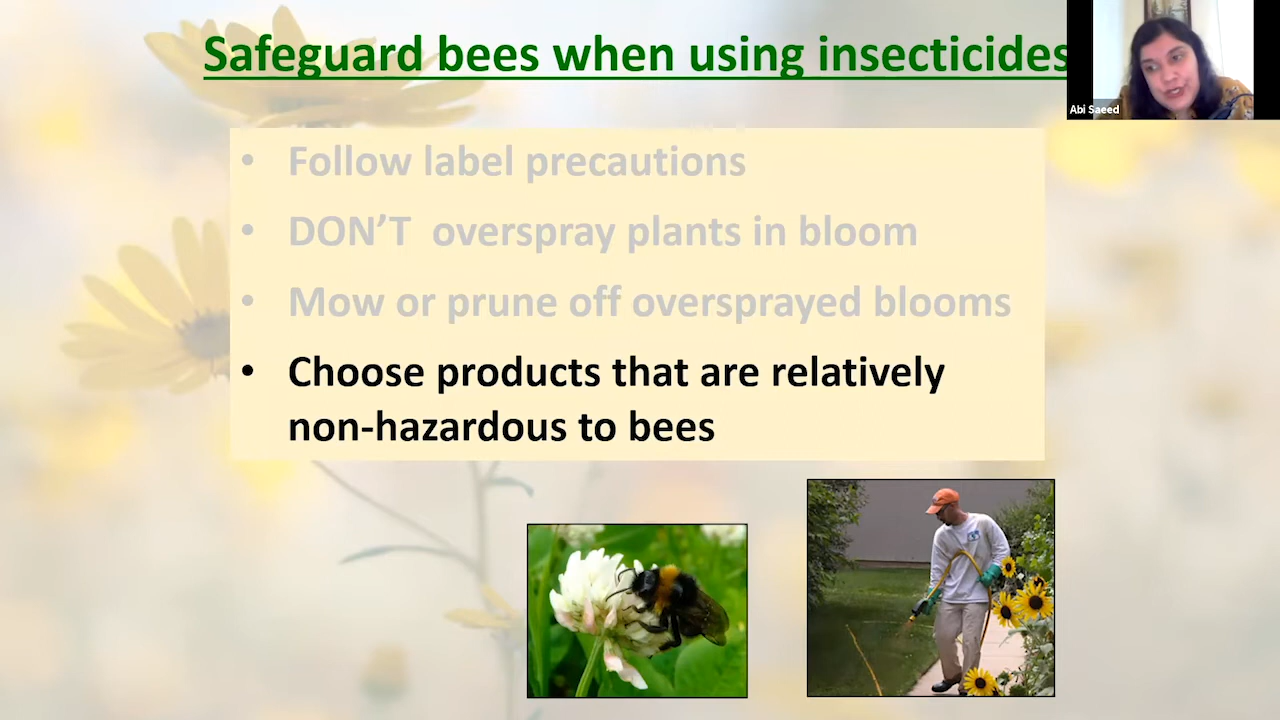 Safeguard bees when using insecticides
Abi Saeed
• Follow label precautions
• DON’T overspray plants in bloom
• Mow or prune off oversprayed blooms
• Choose products that are relatively
non-hazardous to bees